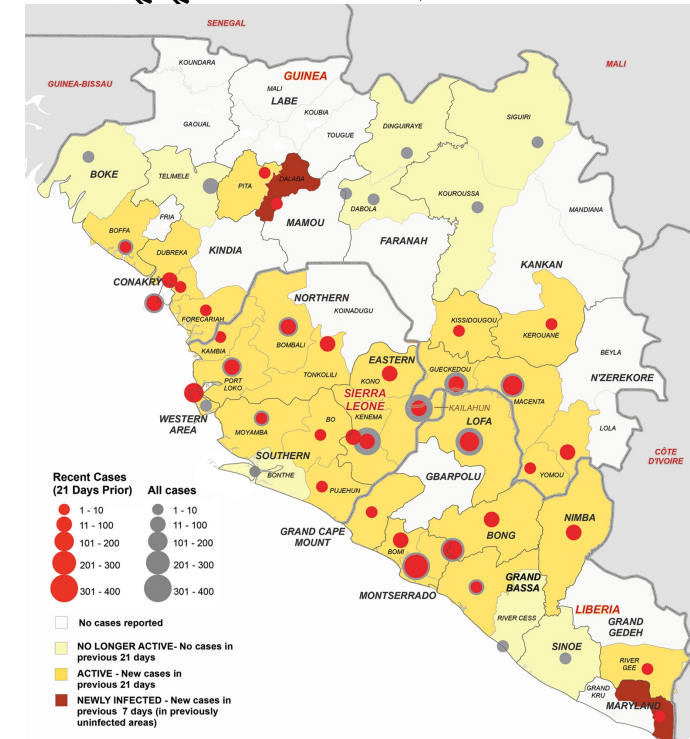 SENEGAL
MALI
GUINEA-BISSAU
KOUNDARA
GUINEA
MALI
LABE
KOUBIA
GAOUAL
TOUGUE
DINGUIRAYE
SIGUIRI
BOKE
TELIMELE
PITA
DALABA
KOUROUSSA
DABOLA
MANDIANA
FRIA
MAMOU
BOFFA
DUBREKA
KINDIA
FARANAH
KANKAN
CONAKRY
NORTHERN
KOINADUGU
FORECARIAH
KISSIDOUGOU
KEROUANE
KAMBIA
BOMBALI
BEYLA
EASTERN
GUECKEDOU
PORT
LOKO
TONKOLILI
KONO
N'ZEREKORE
SIERRA
LEONE
MACENTA
KAILAHUN
WESTERN
AREA
MOYAMBA
BO
KENEMA
LOFA
LOLA
CÔTE
D'IVOIRE
SOUTHERN
BONTHE
GBARPOLU
YOMOU
PUJEHUN
GRAND CAPE
MOUNT
BONG
NIMBA
BOMI
MONTSERRADO
GRAND
BASSA
RIVER CESS
LIBERIA
GRAND
GEDEH
SINOE
RIVER
GEE
GRAND
KRU
MARYLAND
Recent Cases
(21 Days Prior)
All cases
1 - 10
1 - 10
11 - 100
11 - 100
101 - 200
101 - 200
201 - 300
201 - 300
301 - 400
301 - 400
No cases reported
NO LONGER ACTIVE- No cases in
previous 21 days
ACTIVE - New cases in
previous 21 days
NEWLY INFECTED - New cases in
previous 7 days (in previously
uninfected areas)